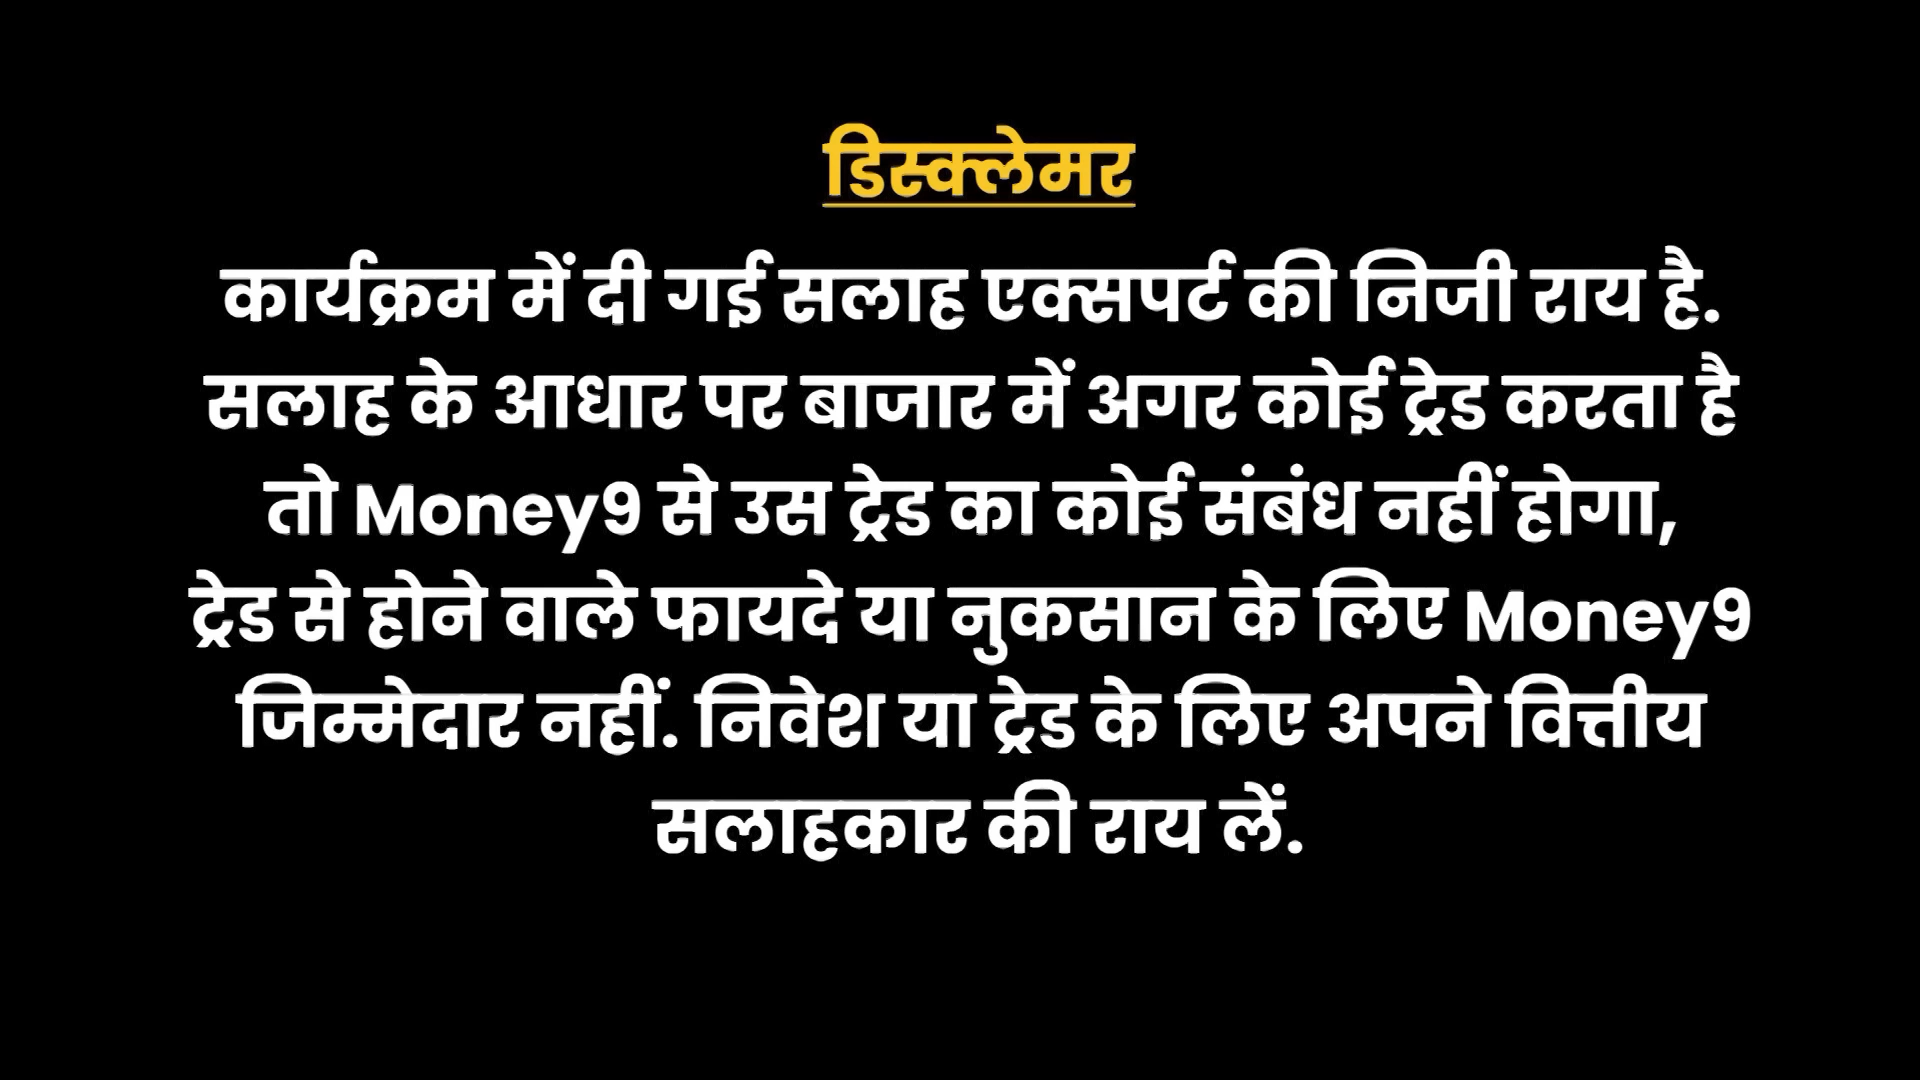 डिस्क्लेमर
कार्यक्रम में दी गई सलाह एक्सपर्ट की निजी राय है.
सलाह के आधार पर बाजार में अगर कोई ट्रेड करता है
तो Money9 से उस ट्रेड का कोई संबंध नहीं होगा,
ट्रेड से होने वाले फायदे या नुकसान के लिए Money9
जिम्मेदार नहीं. निवेश या ट्रेड के लिए अपने वित्तीय
सलाहकार की राय लें.